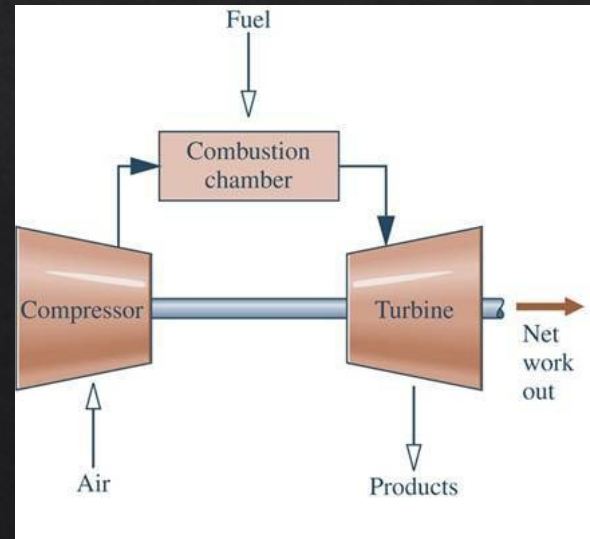 Fuel
Combustion
chamber
Compressor
Turbine
Net
work
out
Air
Products